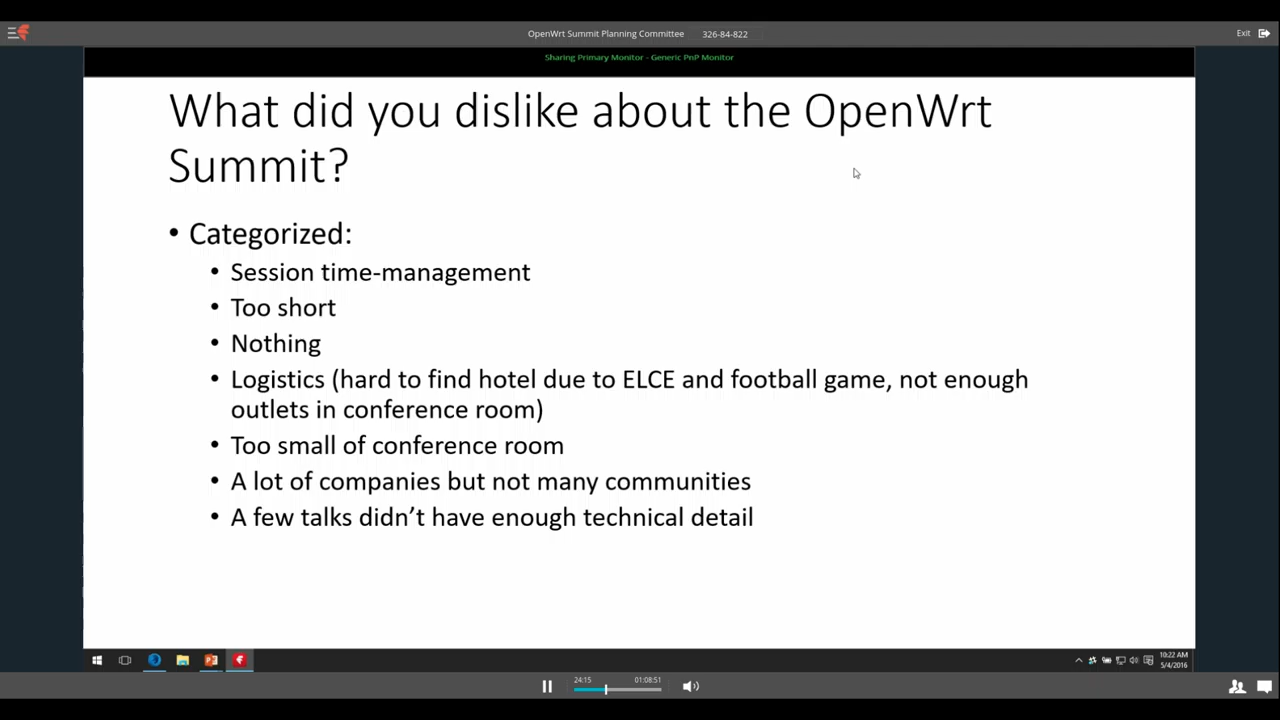 OpenWrt Summit Planning Committee 326-84-822 Exit
Sharing Primary Monitor - Generic PnP Monitor
What did you dislike about the OpenWrt
Summit?
• Categorized:
• Session time-management
• Too short
• Nothing
• Logistics (hard to find hotel due to ELCE and football game, not enough
outlets in conference room)
• Too small of conference room
• A lot of companies but not many communities
• A few talks didn't have enough technical detail
10:22 AM
5/4/2016
24:15 01:08:51